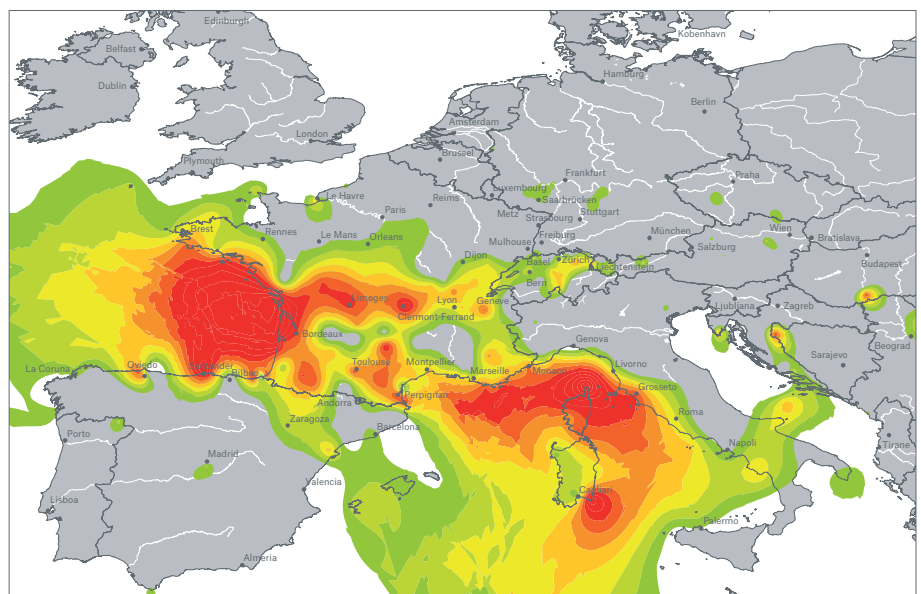 Edinburgh
Kobenhavn
Belfast
Hamburg
Dublin
Berlin
Amsterdam
London
Brussel
Plymouth
Frankfurt
Praha
Luxembourg
Le Havre
Reims
Saarbrücken
Paris
Metz
Stuttgart
Strasbourg
Brest
Rennes
Le Mans
Orleans
Freiburg
München
Wien
Bratislava
Mulhouse
Salzburg
Dijon
Basel
Zürich
Liechtenstein
Budapest
Bern
Limoges
Lyon
Geneve
Ljubljana
Zagreb
Clermont-Ferrand
Bordeaux
Genova
Beograd
Sarajevo
La Coruna
Oviedo
Santander
Bilbao
Toulouse
Montpellier
Marseille
Monaco
Livorno
Grosseto
Andorra
Perpignan
Zaragoza
Roma
Barcelona
Porto
Napoli
Tirane
Madrid
Valencia
Cagliari
Lisboa
Palermo
Almeria